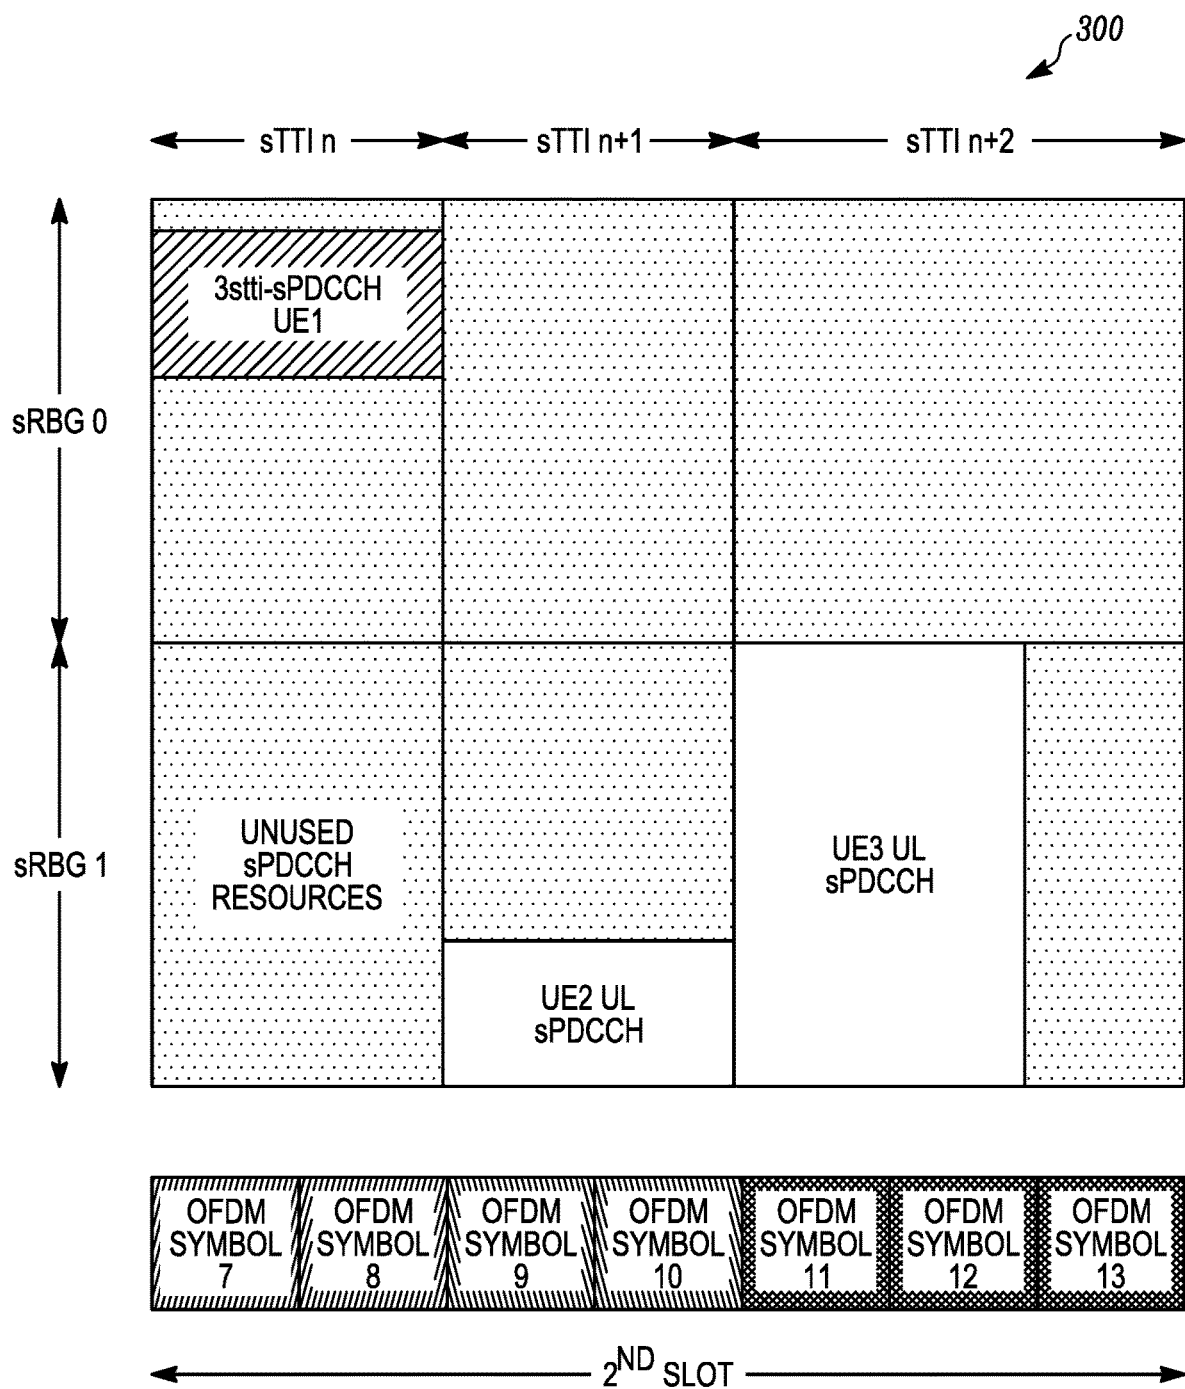 300
sTTI n
sTTI n+1
sTTI n+2
sRBG 0
3stti-sPDCCH
UE1
sRBG 1
UNUSED
sPDCCH
RESOURCES
UE2 UL
sPDCCH
UE3 UL
sPDCCH
OFDM
SYMBOL
7
OFDM
SYMBOL
8
OFDM
SYMBOL
9
OFDM
SYMBOL
10
OFDM
SYMBOL
11
OFDM
SYMBOL
12
OFDM
SYMBOL
13
2ND SLOT